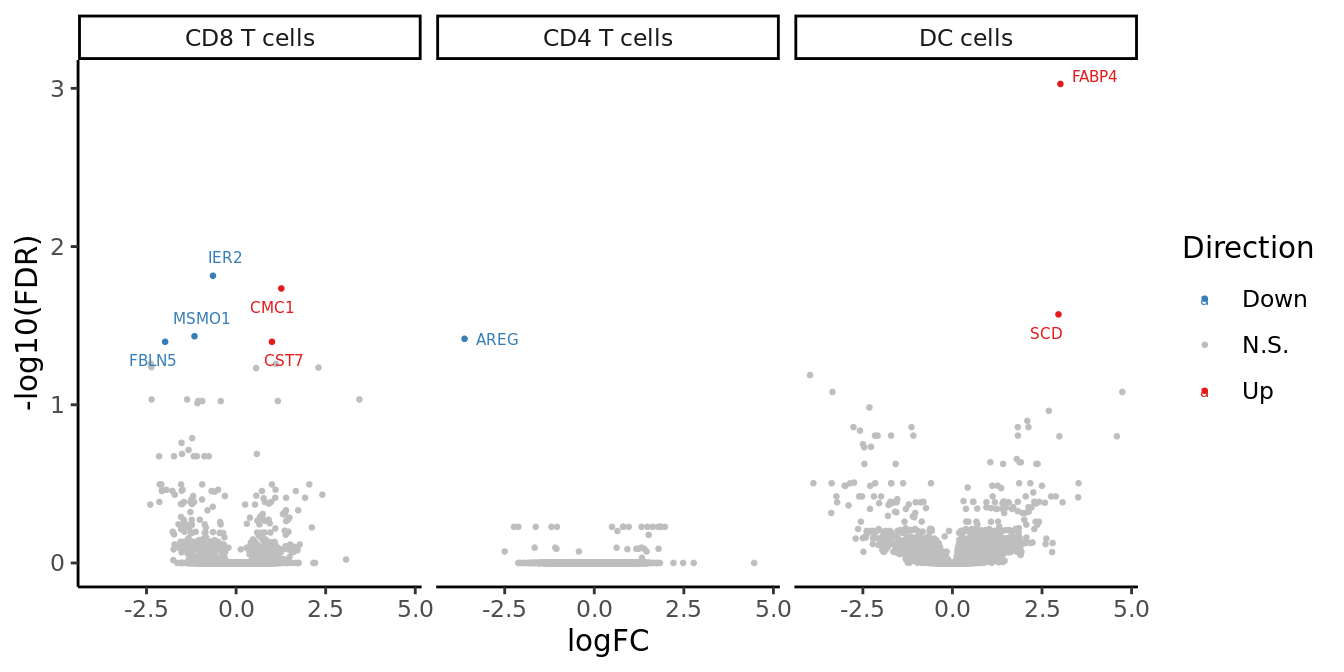 CD8 T cells
CD4 T cells
DC cells
3
2
1
0
-log10(FDR)
FABP4
IER2
CMC1
MSMO1
FBLN5
CST7
AREG
SCD
-2.5
0.0
2.5
5.0
-2.5
0.0
2.5
5.0
-2.5
0.0
2.5
5.0
logFC
Direction
a Down
N.S.
a Up